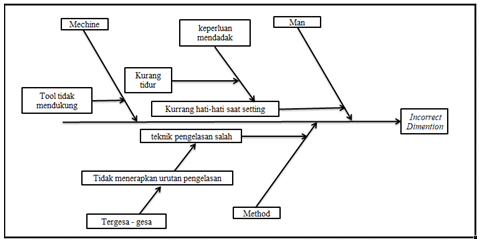 Mechine
keperluan
mendadak
Man
Kurang
tidur
Tool tidak
mendukung
Kurrang hati-hati saat setting
Incorrect
Dimention
teknik pengelasan salah
Tidak menerapkan urutan pengelasan
Tergesa - gesa
Method